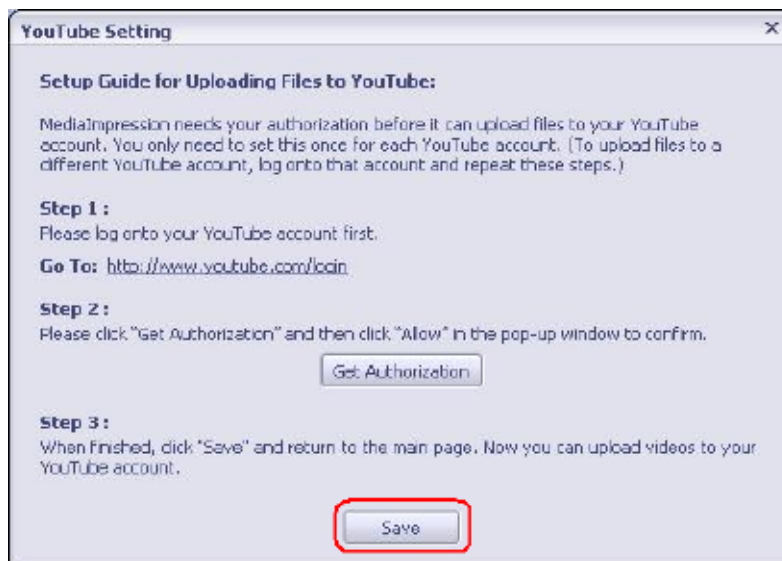 YouTube Setting
Setup Guide for Uploading Files to YouTube:
MediaImpression needs your authorization before it can upload files to your YouTube
account. You only need to set this once for each YouTube account. (To upload files to a
different YouTube account, log onto that account and repeat these steps.)
Step 1:
Please log onto your YouTube account first.
Go To: http://www.youtube.com/login
Step 2:
Please click "Get Authorization" and then click "Allow" in the pop-up window to confirm.
Get Authorization
Step 3:
When finished, click "Save" and return to the main page. Now you can upload videos to your
YouTube account.
Save